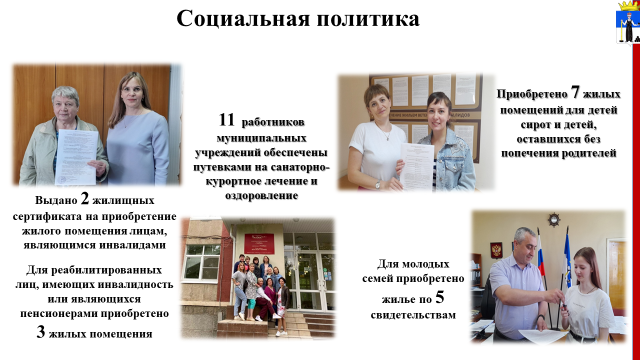 Социальная политика
Выдано 2 жилищных
сертификата на приобретение
жилого помещения лицам,
являющимся инвалидами
Для реабилитированных
лиц, имеющих инвалидность
или являющихся
пенсионерами приобретено
3 жилых помещения
11 работников
муниципальных
учреждений обеспечены
путевками на санаторно-
курортное лечение и
оздоровление
Приобретено 7 жилых
помещений для детей
сирот и детей,
оставшихся без
попечения родителей
Для молодых
семей приобретено
жилье по 5
свидетельствам